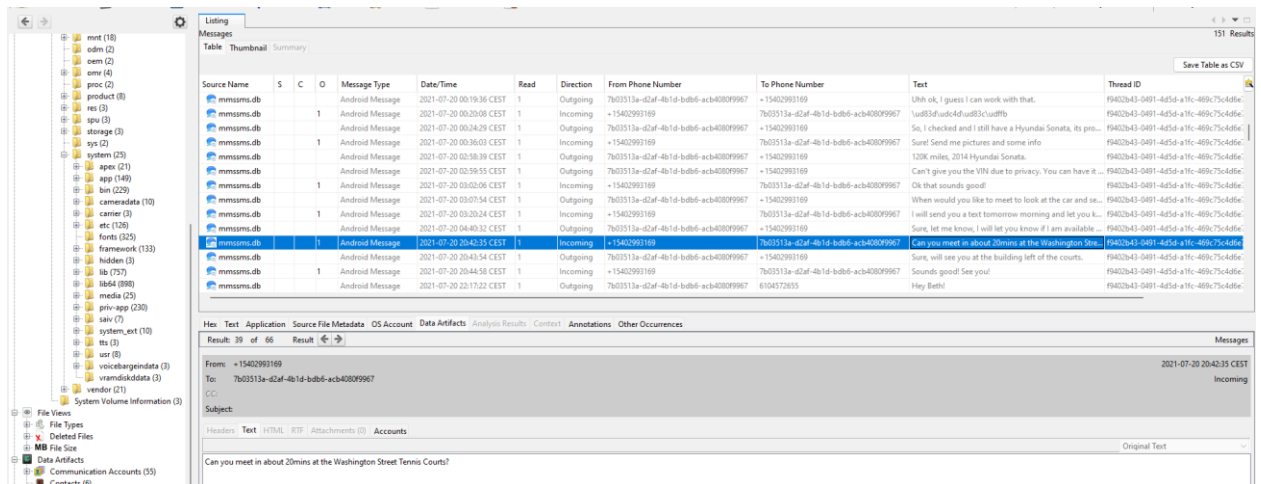 Listing
Messages
151 Results
Table Thumbnail Summary
Save Table as CSV
Source Name S C O Message Type Date/Time Read Direction From Phone Number To Phone Number Text Thread ID
mmssms.db Android Message 2021-07-20 00:19:36 CEST 1 Outgoing 7b03513a-d2af-4b1d-bdb6-acb4080f9967 +15402993169 Uhh ok, I guess I can work with that. f9402b43-0491-4d5d-a1fc-469c75c4d6e
mmssms.db 1 Android Message 2021-07-20 00:20:08 CEST 1 Incoming +15402993169 7b03513a-d2af-4b1d-bdb6-acb4080f9967 \ud83d\udc4d\ud83c\udffb f9402b43-0491-4d5d-a1fc-469c75c4d6e
mmssms.db Android Message 2021-07-20 00:24:29 CEST 1 Outgoing 7b03513a-d2af-4b1d-bdb6-acb4080f9967 +15402993169 So, I checked and I still have a Hyundai Sonata, its pro... f9402b43-0491-4d5d-a1fc-469c75c4d6e
mmssms.db 1 Android Message 2021-07-20 00:36:03 CEST 1 Incoming +15402993169 7b03513a-d2af-4b1d-bdb6-acb4080f9967 Sure! Send me pictures and some info f9402b43-0491-4d5d-a1fc-469c75c4d6e
mmssms.db Android Message 2021-07-20 02:58:39 CEST 1 Outgoing 7b03513a-d2af-4b1d-bdb6-acb4080f9967 +15402993169 120K miles, 2014 Hyundai Sonata. f9402b43-0491-4d5d-a1fc-469c75c4d6e
mmssms.db Android Message 2021-07-20 02:59:55 CEST 1 Outgoing 7b03513a-d2af-4b1d-bdb6-acb4080f9967 +15402993169 Can't give you the VIN due to privacy. You can have it ... f9402b43-0491-4d5d-a1fc-469c75c4d6e
mmssms.db 1 Android Message 2021-07-20 03:02:06 CEST 1 Incoming +15402993169 7b03513a-d2af-4b1d-bdb6-acb4080f9967 Ok that sounds good! f9402b43-0491-4d5d-a1fc-469c75c4d6e
mmssms.db Android Message 2021-07-20 03:07:54 CEST 1 Outgoing 7b03513a-d2af-4b1d-bdb6-acb4080f9967 +15402993169 When would you like to meet to look at the car and se... f9402b43-0491-4d5d-a1fc-469c75c4d6e
mmssms.db 1 Android Message 2021-07-20 03:20:24 CEST 1 Incoming +15402993169 7b03513a-d2af-4b1d-bdb6-acb4080f9967 I will send you a text tomorrow morning and let you k... f9402b43-0491-4d5d-a1fc-469c75c4d6e
mmssms.db Android Message 2021-07-20 04:40:32 CEST 1 Outgoing 7b03513a-d2af-4b1d-bdb6-acb4080f9967 +15402993169 Sure, let me know, I will let you know if I am available ... f9402b43-0491-4d5d-a1fc-469c75c4d6e
mmssms.db 1 Android Message 2021-07-20 20:42:35 CEST 1 Incoming +15402993169 7b03513a-d2af-4b1d-bdb6-acb4080f9967 Can you meet in about 20mins at the Washington Stre... f9402b43-0491-4d5d-a1fc-469c75c4d6e
mmssms.db Android Message 2021-07-20 20:43:54 CEST 1 Outgoing 7b03513a-d2af-4b1d-bdb6-acb4080f9967 +15402993169 Sure, will see you at the building left of the courts. f9402b43-0491-4d5d-a1fc-469c75c4d6e
mmssms.db 1 Android Message 2021-07-20 20:44:58 CEST 1 Incoming +15402993169 7b03513a-d2af-4b1d-bdb6-acb4080f9967 Sounds good! See you! f9402b43-0491-4d5d-a1fc-469c75c4d6e
mmssms.db Android Message 2021-07-20 22:17:22 CEST 1 Outgoing 7b03513a-d2af-4b1d-bdb6-acb4080f9967 6104572655 Hey Beth! f9402b43-0491-4d5d-a1fc-469c75c4d6e
Hex Text Application Source File Metadata OS Account Data Artifacts Analysis Results Context Annotations Other Occurrences
Result: 39 of 66 Result Messages
From: +15402993169 2021-07-20 20:42:35 CEST
To: 7b03513a-d2af-4b1d-bdb6-acb4080f9967 Incoming
CC:
Subject:
Headers Text HTML RTF Attachments (0) Accounts
Original Text
Can you meet in about 20mins at the Washington Street Tennis Courts?
mnt (18)
odm (2)
oem (2)
omr (4)
proc (2)
product (8)
res (3)
spu (3)
storage (3)
sys (2)
system (25)
apex (21)
app (149)
bin (229)
cameradata (10)
carrier (3)
etc (126)
fonts (325)
framework (133)
hidden (3)
lib (757)
lib64 (898)
media (25)
priv-app (230)
saiv (7)
system_ext (10)
tts (3)
usr (8)
voicebargeindata (3)
vramdiskddata (3)
vendor (21)
System Volume Information (3)
File Views
File Types
Deleted Files
MB File Size
Data Artifacts
Communication Accounts (55)
Contacts (6)